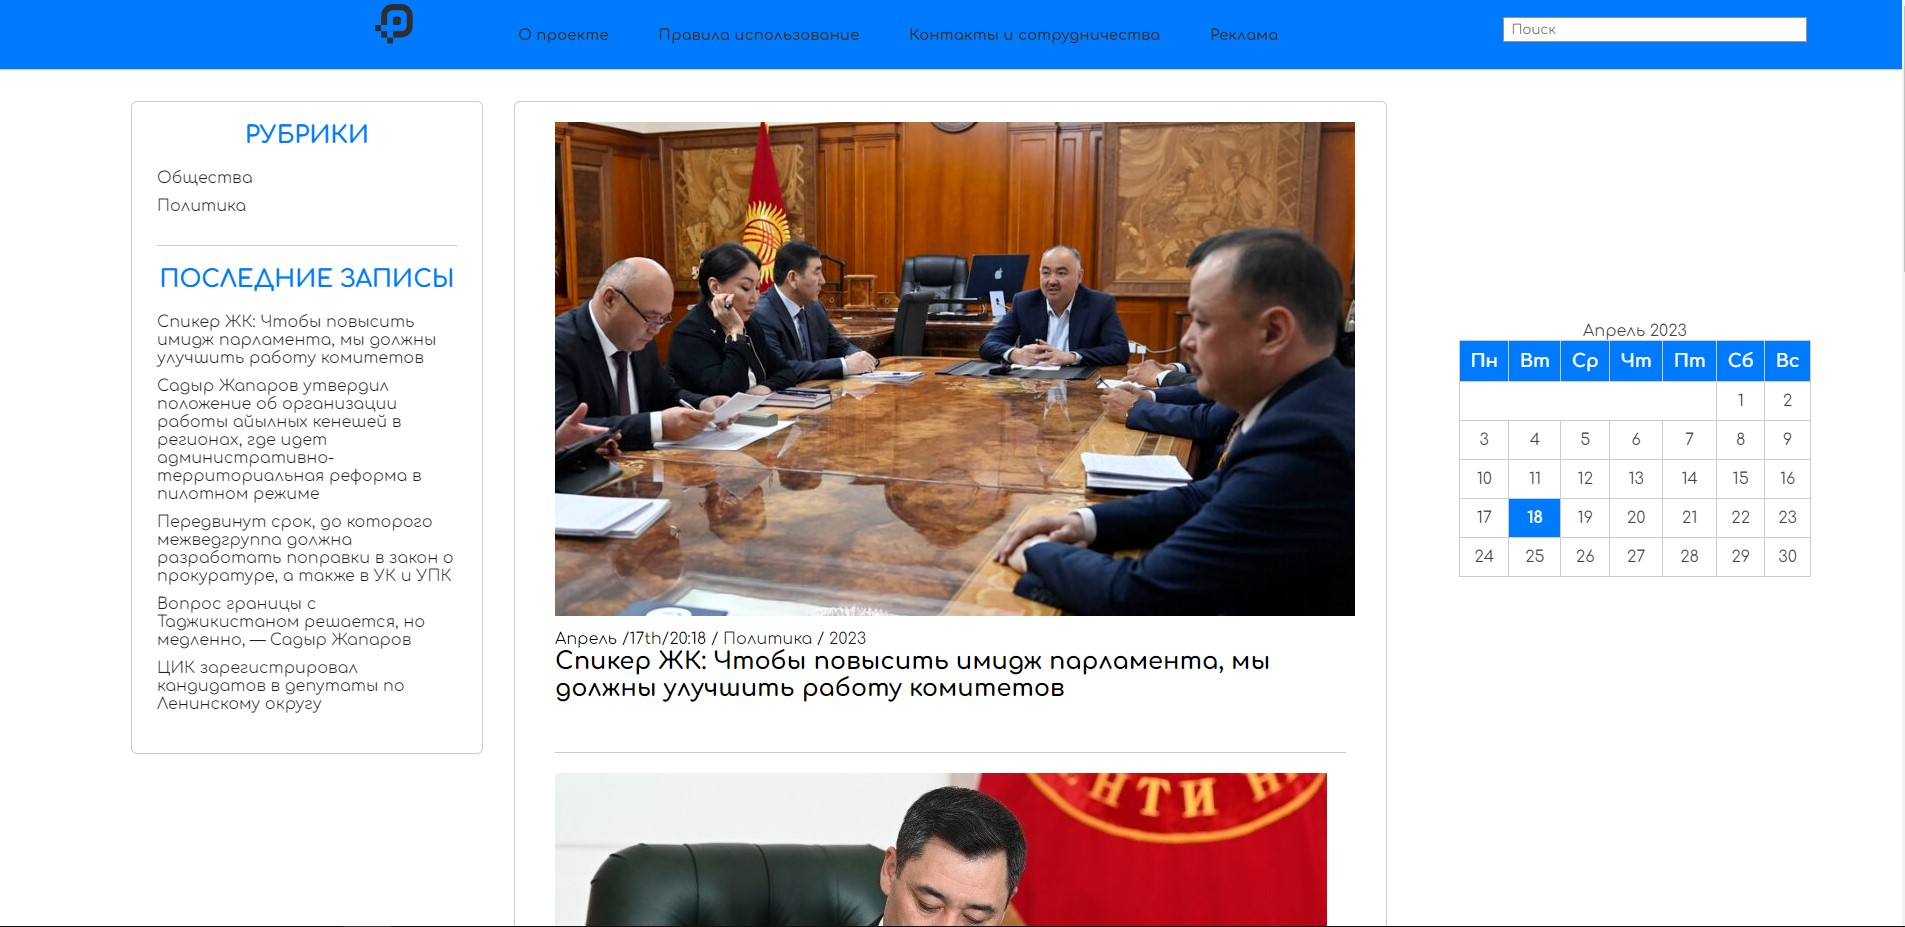 О проекте
Правила использование
Контакты и сотрудничества
Реклама
Поиск
РУБРИКИ
Общества
Политика
ПОСЛЕДНИЕ ЗАПИСЫ
Спикер ЖК: Чтобы повысить
имидж парламента, мы должны
улучшить работу комитетов
Садыр Жапаров утвердил
положение об организации
работы айылных кенешей в
регионах, где идет
административно-
территориальная реформа в
пилотном режиме
Передвинут срок, до которого
межведгруппа должна
разработать поправки в закон о
прокуратуре, а также в УК и УПК
Вопрос границы с
Таджикистаном решается, но
медленно, — Садыр Жапаров
ЦИК зарегистрировал
кандидатов в депутаты по
Ленинскому округу
Апрель /17th/20:18 / Политика / 2023
Спикер ЖК: Чтобы повысить имидж парламента, мы
должны улучшить работу комитетов
ЕНТИ Н
Апрель 2023
Пн Вт Ср Чт Пт Сб Вс
1 2
3 4 5 6 7 8 9
10 11 12 13 14 15 16
17 18 19 20 21 22 23
24 25 26 27 28 29 30